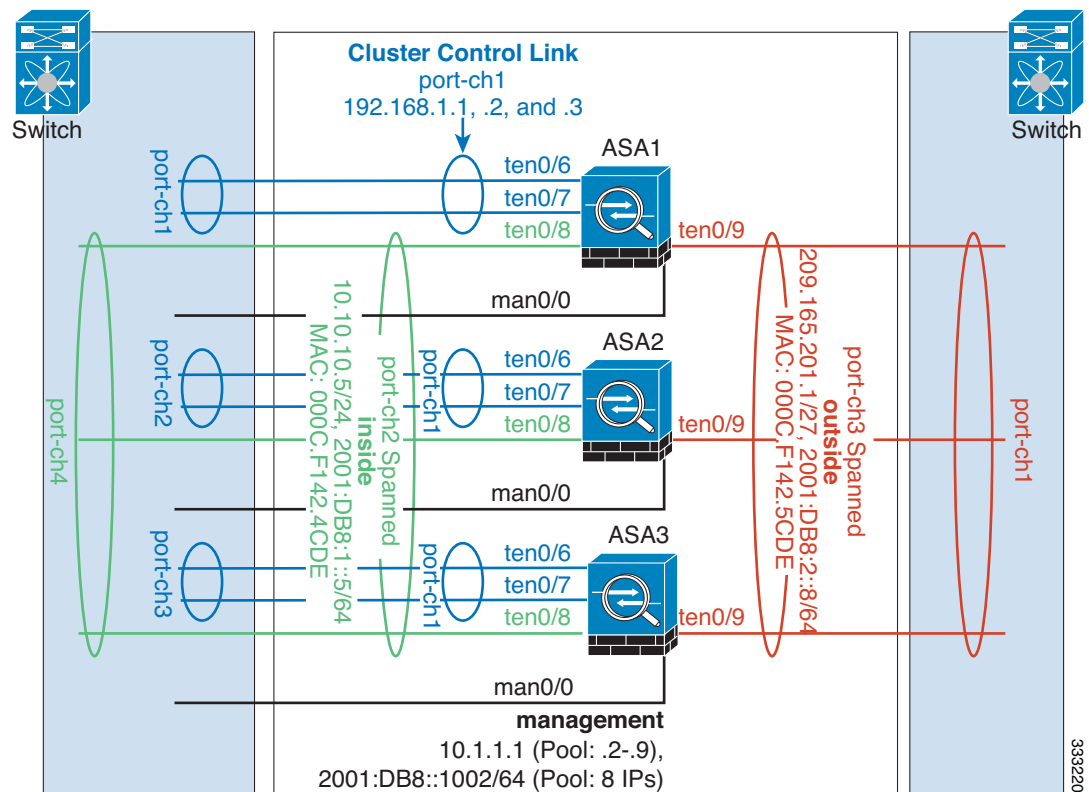 Switch
Switch
Cluster Control Link
port-ch1
192.168.1.1, .2, and .3
ASA1
ten0/6
ten0/7
ten0/8
ten0/9
man0/0
port-ch1
ASA2
ten0/6
ten0/7
ten0/8
ten0/9
man0/0
port-ch2
port-ch1
ASA3
ten0/6
ten0/7
ten0/8
ten0/9
man0/0
port-ch3
port-ch1
port-ch4
port-ch2 Spanned
inside
10.10.10.5/24, 2001:DB8:1::5/64
MAC: 000C.F142.4CDE
port-ch3 Spanned
outside
209.165.201.1/27, 2001:DB8:2::8/64
MAC: 000C.F142.5CDE
port-ch1
management
10.1.1.1 (Pool: .2-.9),
2001:DB8::1002/64 (Pool: 8 IPs)
333220